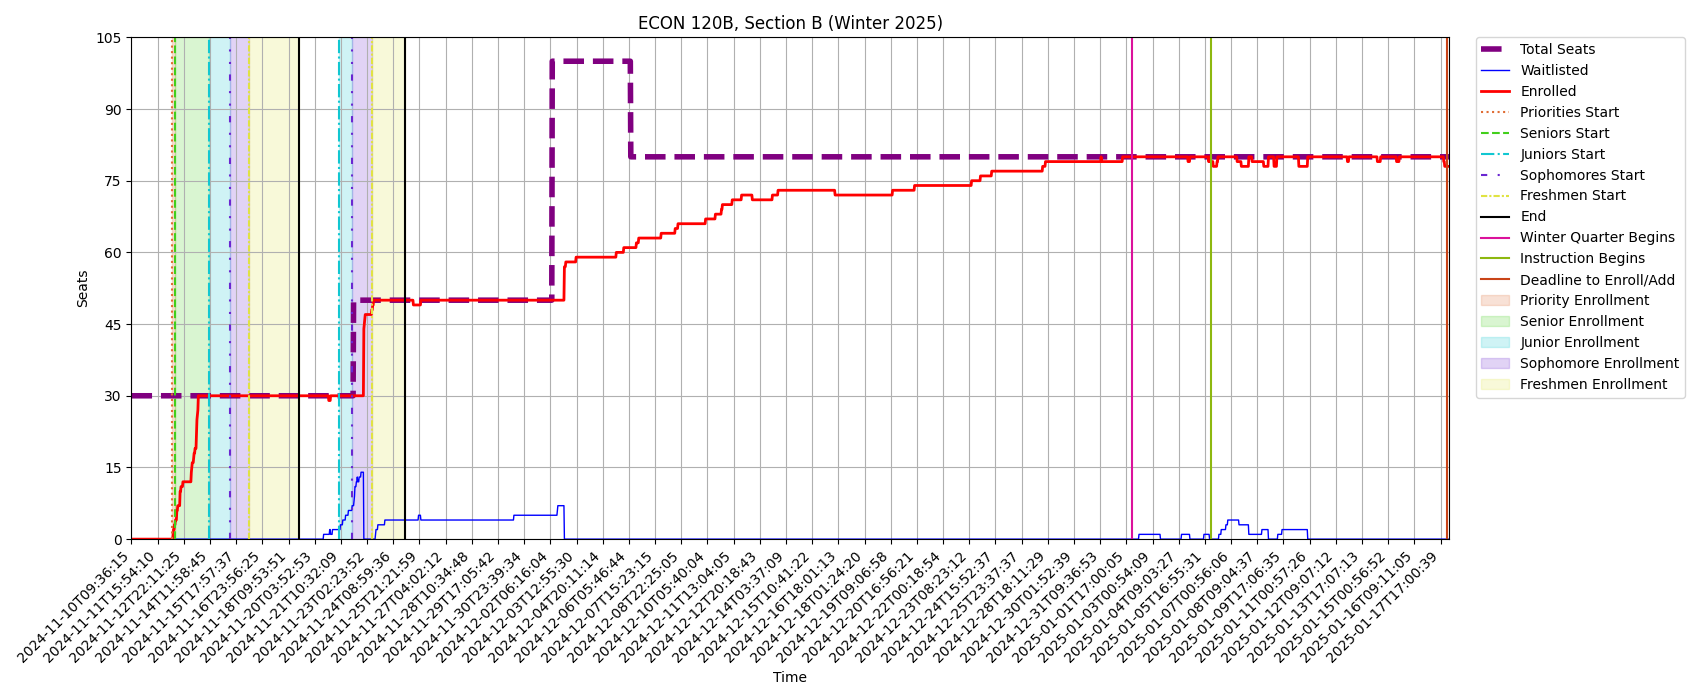 ECON 120B, Section B (Winter 2025)
Seats
105
90
75
60
45
30
15
0
2024-11-10T09:36:15
2024-11-11T15:54:10
2024-11-12T22:11:25
2024-11-14T11:58:45
2024-11-15T17:57:37
2024-11-16T23:56:25
2024-11-18T09:53:51
2024-11-20T03:52:53
2024-11-21T10:32:09
2024-11-23T02:23:52
2024-11-24T08:59:36
2024-11-25T21:21:59
2024-11-27T04:02:12
2024-11-28T10:34:48
2024-11-29T17:05:42
2024-11-30T23:39:34
2024-12-02T06:16:04
2024-12-03T12:55:30
2024-12-04T20:11:14
2024-12-06T05:46:44
2024-12-07T15:23:15
2024-12-08T22:25:05
2024-12-10T05:40:04
2024-12-11T13:04:05
2024-12-12T20:18:43
2024-12-14T03:37:09
2024-12-15T10:41:22
2024-12-16T18:01:13
2024-12-18T01:24:20
2024-12-19T09:06:58
2024-12-20T16:56:21
2024-12-22T00:18:54
2024-12-23T08:23:12
2024-12-24T15:52:37
2024-12-25T23:37:37
2024-12-28T18:11:29
2024-12-30T01:52:39
2024-12-31T09:36:53
2025-01-01T17:00:05
2025-01-03T00:54:09
2025-01-04T09:03:27
2025-01-05T16:55:31
2025-01-07T00:56:06
2025-01-08T09:04:37
2025-01-09T17:06:35
2025-01-11T00:57:26
2025-01-12T09:07:12
2025-01-13T17:07:13
2025-01-15T00:56:52
2025-01-16T09:11:05
2025-01-17T17:00:39
Time
Total Seats
Waitlisted
Enrolled
Priorities Start
Seniors Start
Juniors Start
Sophomores Start
Freshmen Start
End
Winter Quarter Begins
Instruction Begins
Deadline to Enroll/Add
Priority Enrollment
Senior Enrollment
Junior Enrollment
Sophomore Enrollment
Freshmen Enrollment